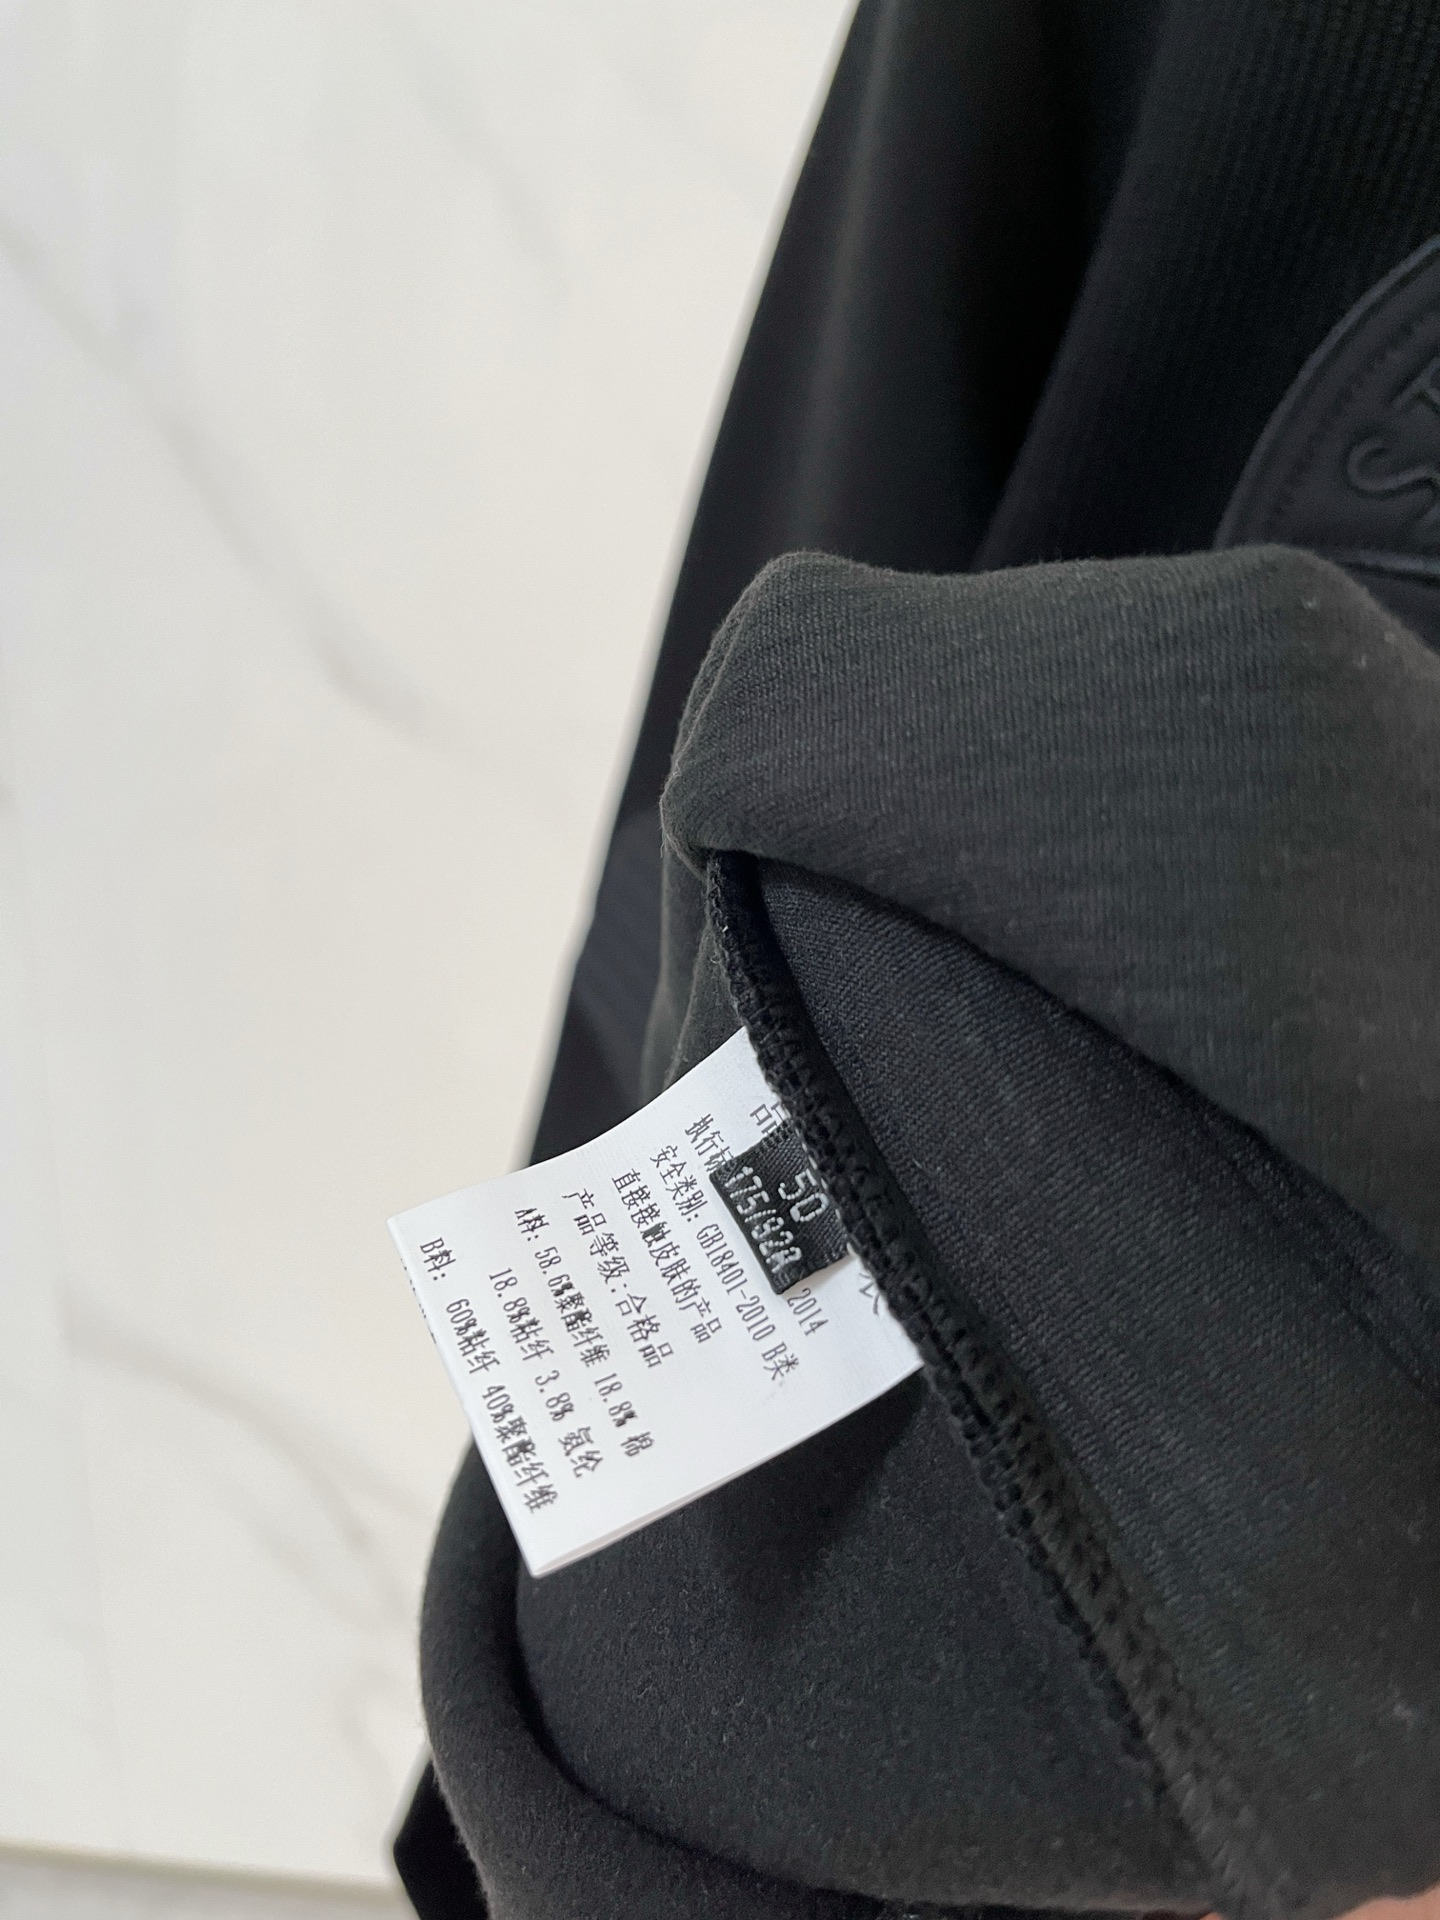 50
175/92A
品
执行标
2014
安全类别: GB18401-2010 B类
直接接触皮肤的产品
产品等级:合格品
A料: 58.6%聚酯纤维 18.8% 棉
18.8%粘纤 3.8% 氨纶
B料: 60%粘纤 40%聚酯纤维